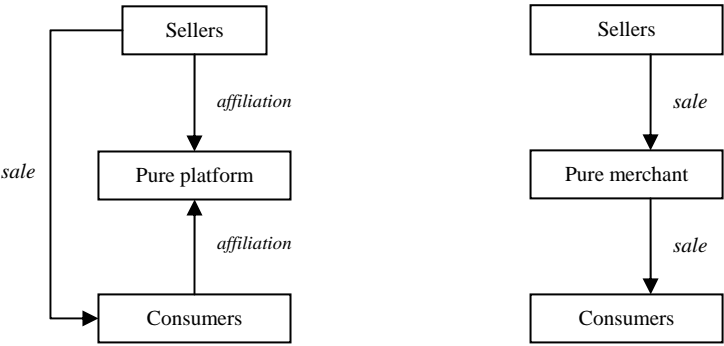 Sellers
affiliation
sale
Pure platform
affiliation
Consumers
Sellers
sale
Pure merchant
sale
Consumers